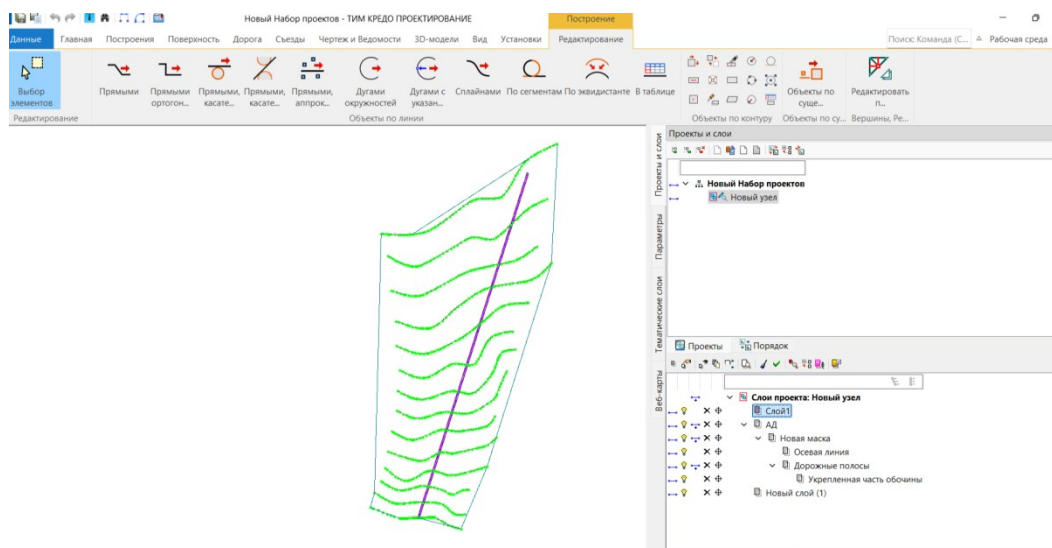 Новый Набор проектов - ТИМ КРЕДО ПРОЕКТИРОВАНИЕ
Построение
Данные Главная Построения Поверхность Дорога Съезды Чертеж и Ведомости 3D-модели Вид Установки Редактирование
Поиск: Команда (С... Рабочая среда
Выбор элементов
Прямыми
Прямыми ортогон...
Прямыми, касате...
Прямыми, касате...
Прямыми, аппрок...
Дугами окружностей
Дугами с указан...
Сплайнами
По сегментам
По эквидистанте
В таблице
Объекты по суще...
Редактировать п...
Редактирование
Объекты по линии
Объекты по контуру
Объекты по су...
Вершины, Ре...
Проекты и слои
Параметры
Тематические слои
Веб-карты
Проекты и слои
Новый Набор проектов
Новый узел
Проекты Порядок
Слои проекта: Новый узел
Слой1
АД
Новая маска
Осевая линия
Дорожные полосы
Укрепленная часть обочины
Новый слой (1)